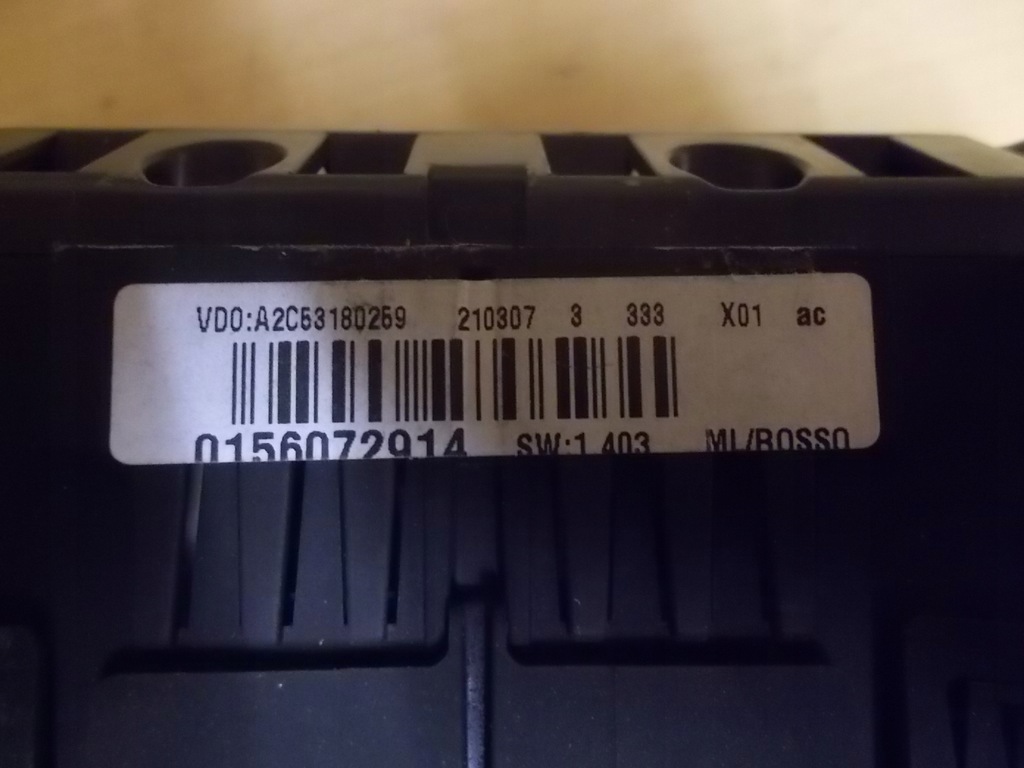 VDO:A2C53180259 210307 3 333 X01 ac
0156072914 SW:1.403 MI/ROSSO